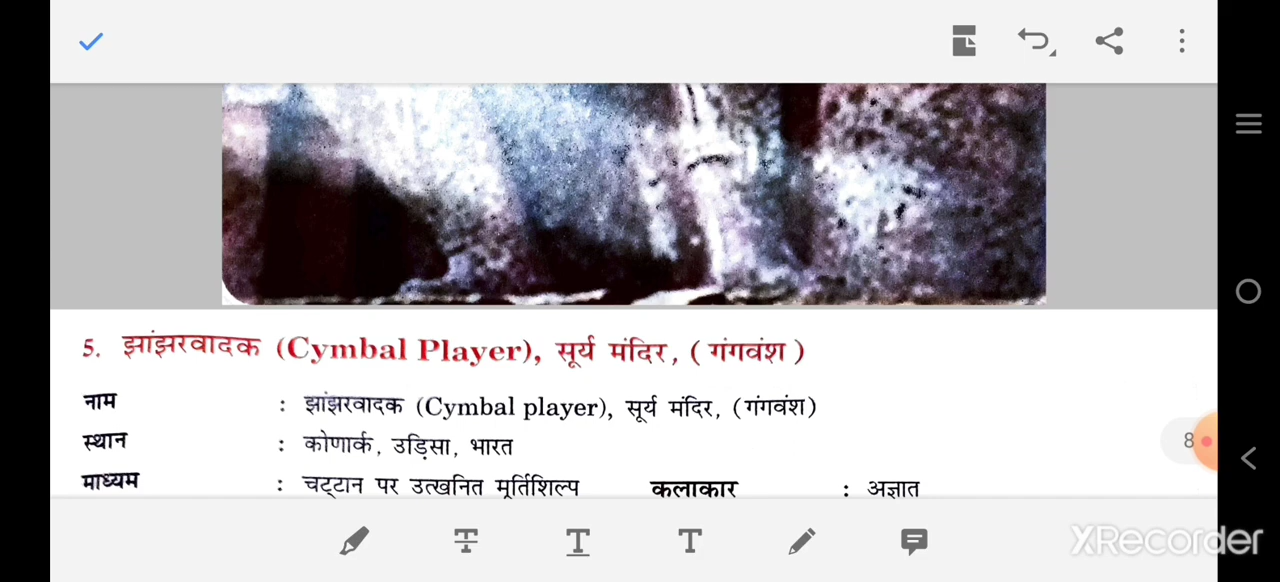 5. झांझरवादक (Cymbal Player), सूर्य मंदिर, (गंगवंश)
नाम : झांझरवादक (Cymbal player), सूर्य मंदिर, (गंगवंश)
स्थान : कोणार्क, उड़िसा, भारत
8
माध्यम : चट्टान पर उत्खनित मूर्तिशिल्प कलाकार : अज्ञात
T T T
XRecorder